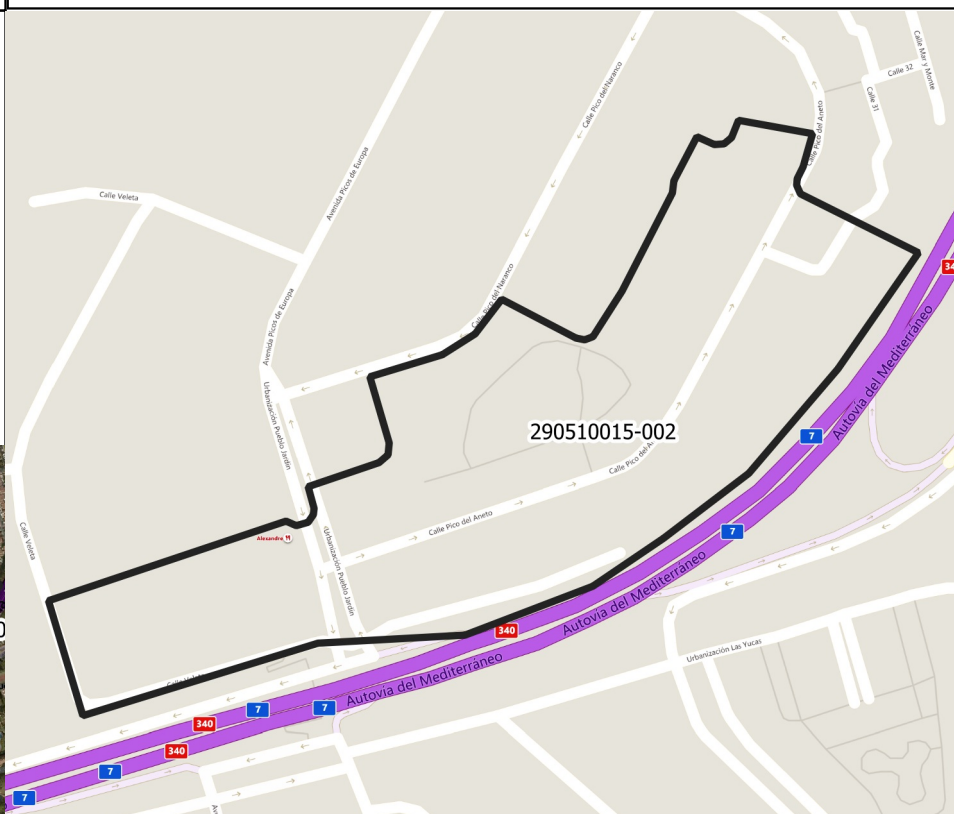 Calle Mar y Monte
Calle 32
Calle 31
Calle Pico del Naranco
Calle Pico del Aneto
Avenida Picos de Europa
Calle Veleta
340
Calle Pico del Naranco
Avenida Picos de Europa
Autovía del Mediterráneo
7
Urbanización Pueblo Jardín
290510015-002
Calle Pico del
Calle Pico del Aneto
Alexandre M
Calle Veleta
Urbanización Pueblo Jardín
7
Autovía del Mediterráneo
340
Urbanización Las Yucas
Autovía del Mediterráneo
7
7
340
340
7
7